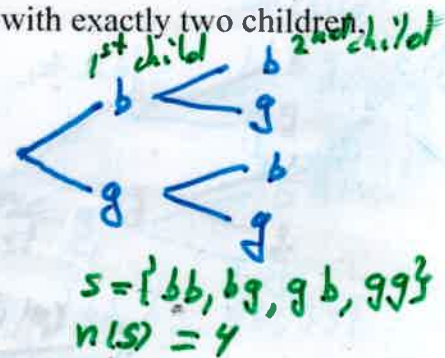 with exactly two children.
1st child 2nd child
b
b
g
g
b
g
S = {bb, bg, gb, gg}
n(S) = 4